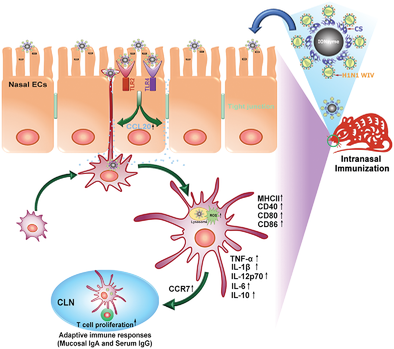 CS
H1N1 WIV
Nasal ECs
TLR2
TLR4
CCL20↑
Intranasal
Immunization
Lysosome
ROS ↑
MHCII↑
CD40 ↑
CD80 ↑
CD86 ↑
TNF-α ↑
IL-1β ↑
IL-12p70↑
IL-6↑
IL-10 ↑
CCR7↑
CLN
T cell proliferation↑
Adaptive immune responses
(Mucosal IgA and Serum IgG)